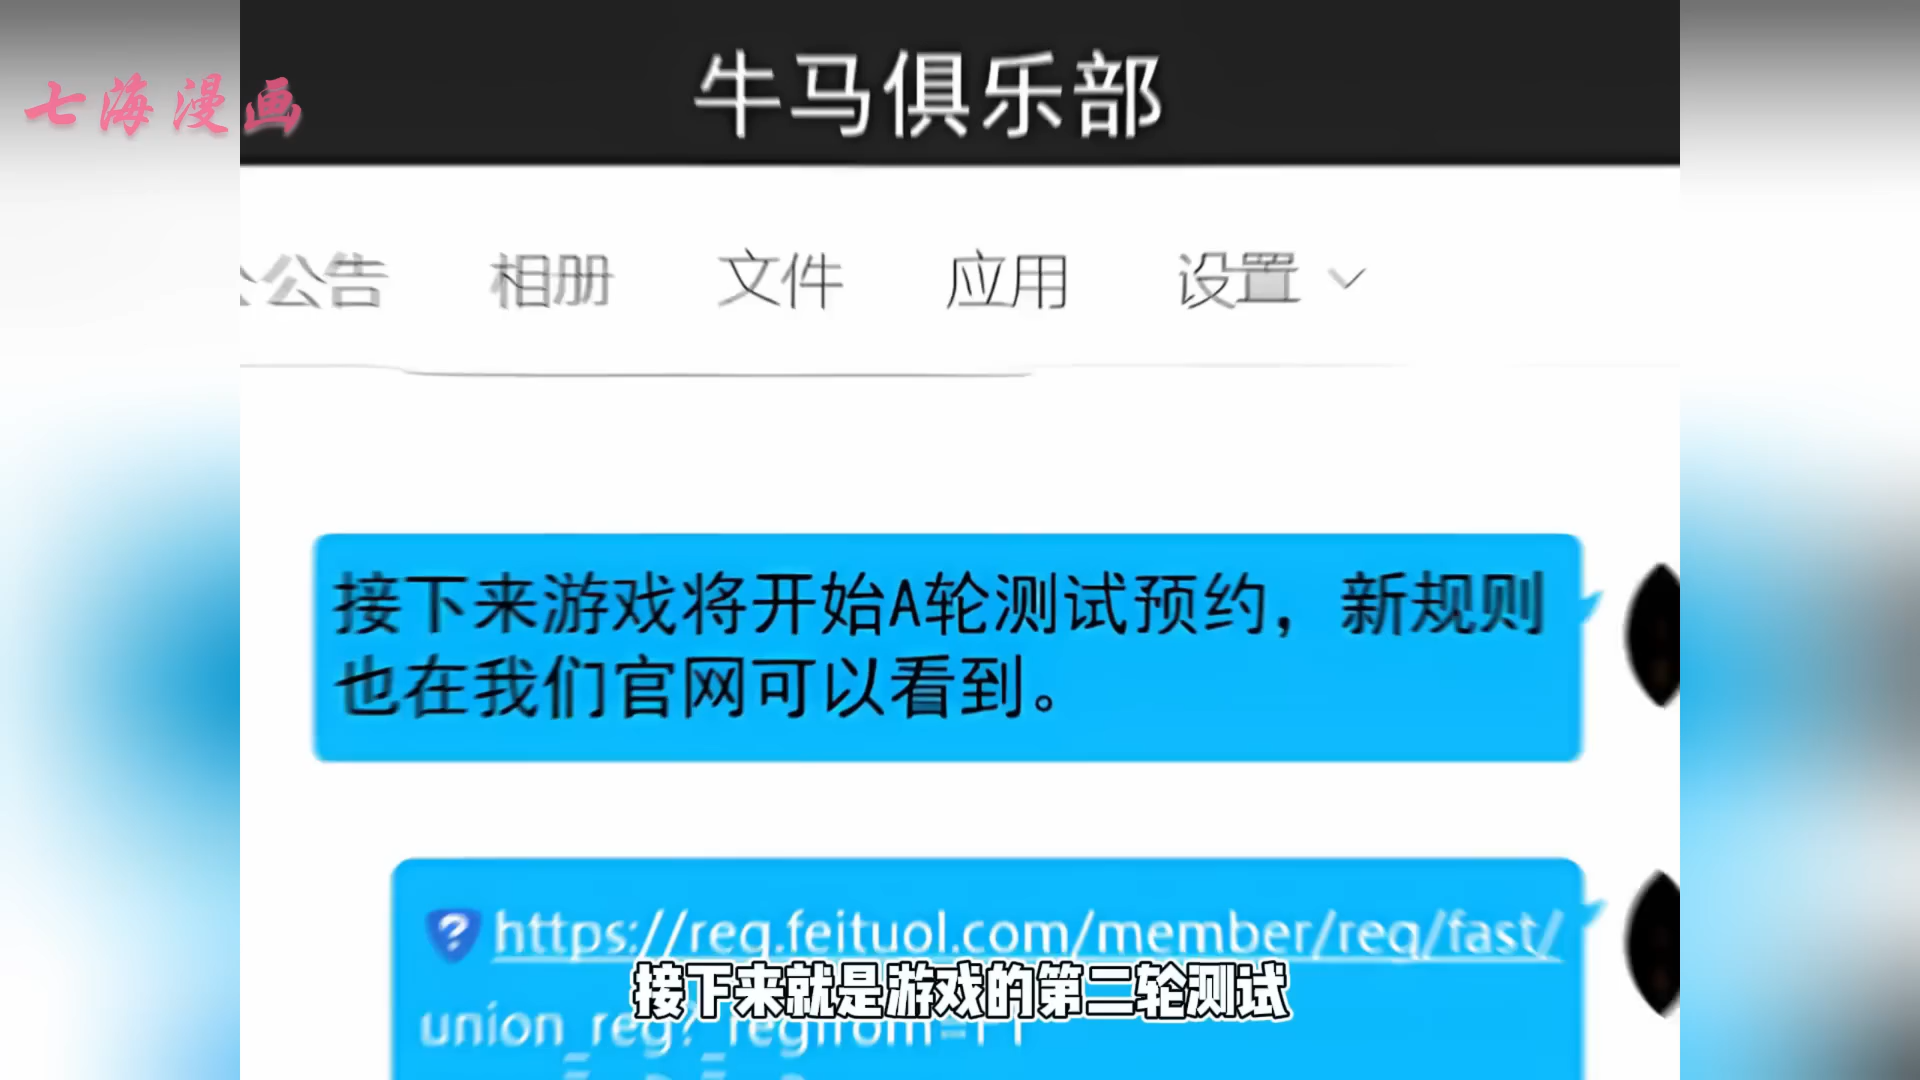 七海漫画
牛马俱乐部
公告 相册 文件 应用 设置
接下来游戏将开始A轮测试预约，新规则
也在我们官网可以看到。
https://reg.feituol.com/member/reg/fast/
union_reg?_regfrom=
接下来就是游戏的第二轮测试